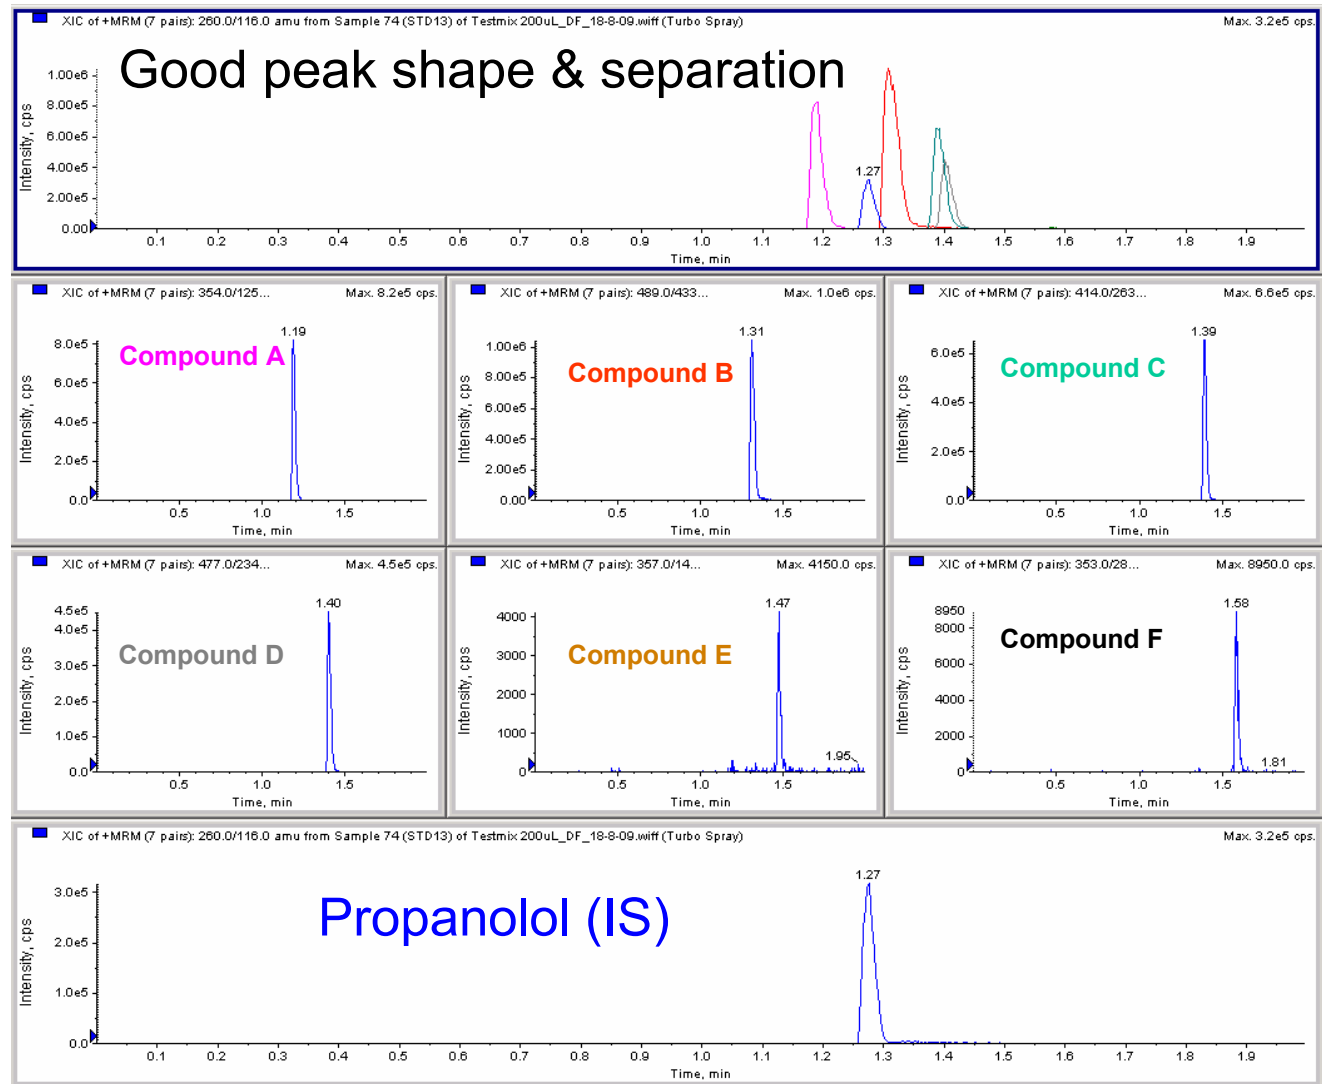 XIC of +MRM (7 pairs): 260.0/116.0 amu from Sample 74 (STD13) of Testmix 200uL_DF_18-8-09.wiff (Turbo Spray) Max. 3.2e5 cps.
Good peak shape & separation
Intensity, cps
1.00e6
8.00e5
6.00e5
4.00e5
2.00e5
0.00
1.27
0.1 0.2 0.3 0.4 0.5 0.6 0.7 0.8 0.9 1.0 1.1 1.2 1.3 1.4 1.5 1.6 1.7 1.8 1.9
Time, min
XIC of +MRM (7 pairs): 354.0/125... Max. 8.2e5 cps.
1.19
Compound A
Intensity, cps
8.0e5
6.0e5
4.0e5
2.0e5
0.0
0.5 1.0 1.5
Time, min
XIC of +MRM (7 pairs): 489.0/433... Max. 1.0e6 cps.
1.31
Compound B
Intensity, cps
1.00e6
8.00e5
6.00e5
4.00e5
2.00e5
0.00
0.5 1.0 1.5
Time, min
XIC of +MRM (7 pairs): 414.0/263... Max. 6.6e5 cps.
1.39
Compound C
Intensity, cps
6.0e5
4.0e5
2.0e5
0.0
0.5 1.0 1.5
Time, min
XIC of +MRM (7 pairs): 477.0/234... Max. 4.5e5 cps.
1.40
Compound D
Intensity, cps
4.5e5
4.0e5
3.0e5
2.0e5
1.0e5
0.0
0.5 1.0 1.5
Time, min
XIC of +MRM (7 pairs): 357.0/14... Max. 4150.0 cps.
1.47
Compound E
Intensity, cps
4000
3000
2000
1000
0
1.95
0.5 1.0 1.5
Time, min
XIC of +MRM (7 pairs): 353.0/28... Max. 8950.0 cps.
1.58
Compound F
Intensity, cps
8950
8000
6000
4000
2000
0
1.81
0.5 1.0 1.5
Time, min
XIC of +MRM (7 pairs): 260.0/116.0 amu from Sample 74 (STD13) of Testmix 200uL_DF_18-8-09.wiff (Turbo Spray) Max. 3.2e5 cps.
1.27
Propanolol (IS)
Intensity, cps
3.0e5
2.0e5
1.0e5
0.0
0.1 0.2 0.3 0.4 0.5 0.6 0.7 0.8 0.9 1.0 1.1 1.2 1.3 1.4 1.5 1.6 1.7 1.8 1.9
Time, min